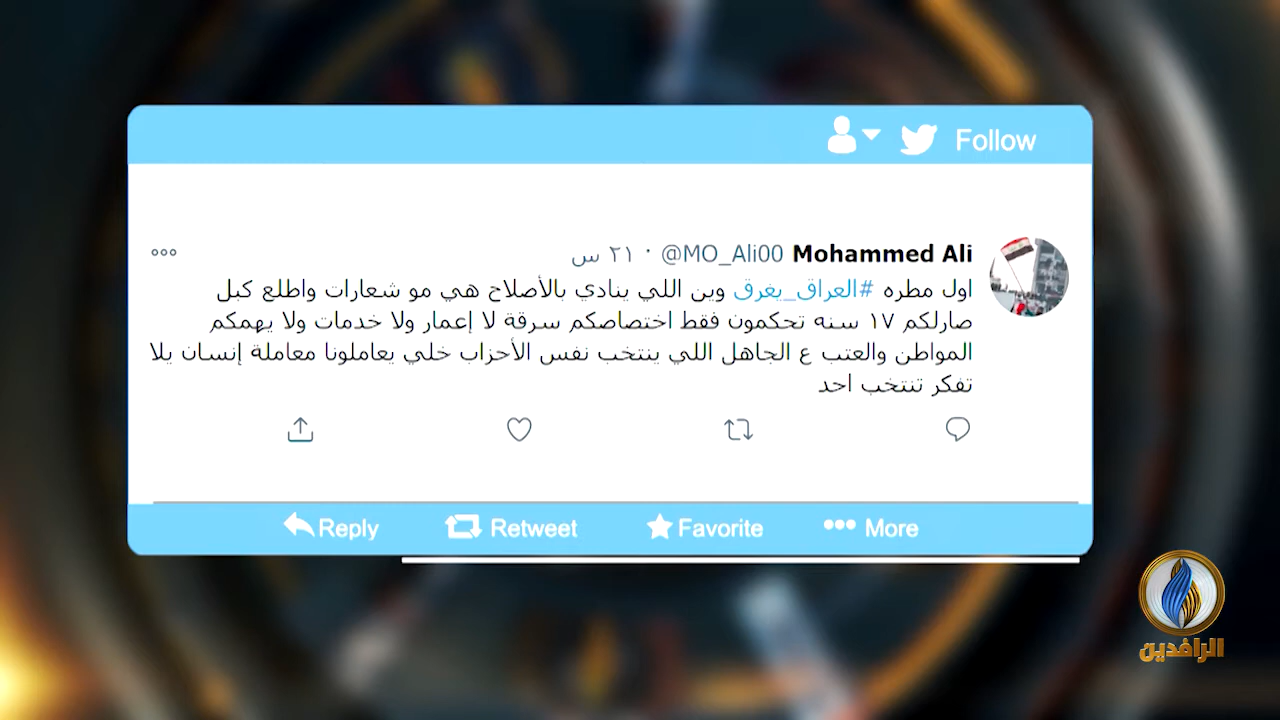 Follow
Mohammed Ali @MO_Ali00 · ٢١ س
اول مطره #العراق_يغرق وين اللي ينادي بالأصلاح هي مو شعارات واطلع كبل
صارلكم ١٧ سنه تحكمون فقط اختصاصكم سرقة لا إعمار ولا خدمات ولا يهمكم
المواطن والعتب ع الجاهل اللي ينتخب نفس الأحزاب خلي يعاملونا معاملة إنسان يلا
تفكر تنتخب احد
Reply Retweet Favorite More
الرافدين